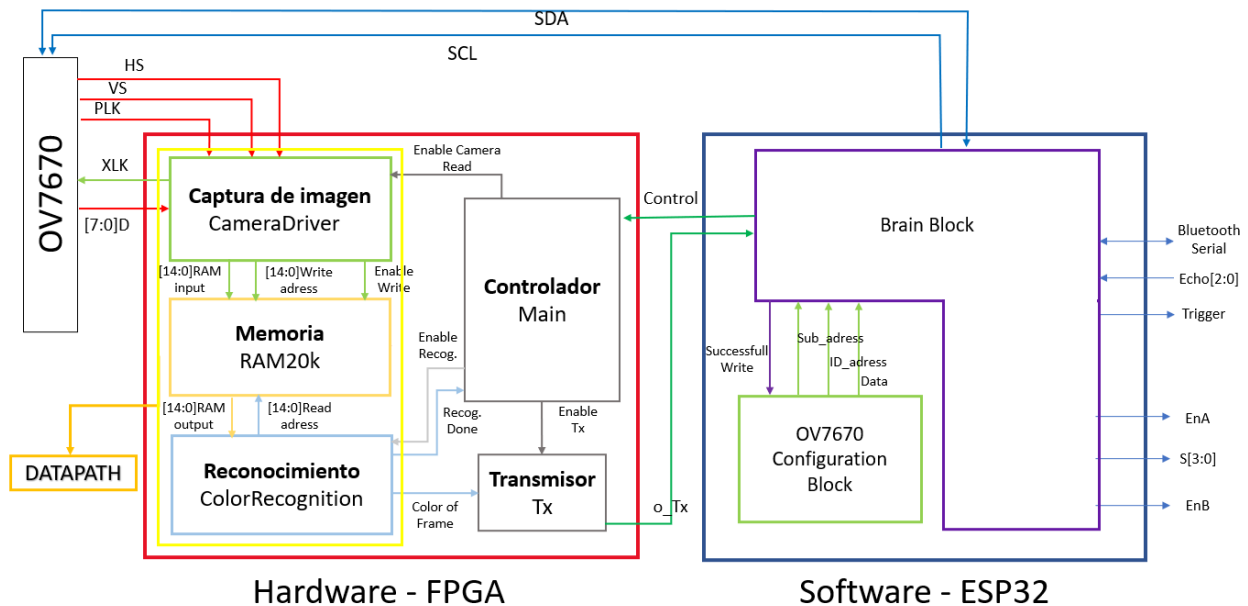 SDA
SCL
HS
VS
PLK
OV7670
XLK
[7:0]D
Enable Camera
Read
Captura de imagen
CameraDriver
Control
Brain Block
Bluetooth
Serial
Echo[2:0]
Trigger
[14:0]RAM
input
[14:0]Write
adress
Enable
Write
Controlador
Main
Memoria
RAM20k
Enable
Recog.
Successfull
Write
Sub_adress
ID_adress
Data
[14:0]RAM
output
[14:0]Read
adress
Recog.
Done
Enable
Tx
EnA
DATAPATH
Reconocimiento
ColorRecognition
Transmisor
Tx
OV7670
Configuration
Block
S[3:0]
Color of
Frame
o_Tx
EnB
Hardware - FPGA
Software - ESP32